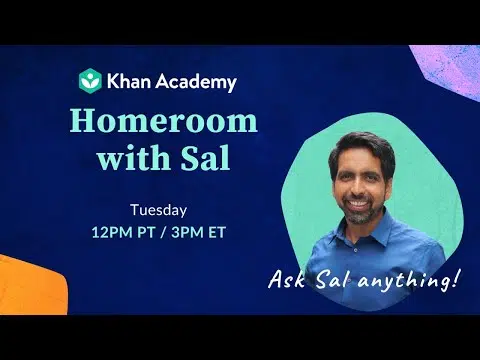 Khan Academy
Homeroom
with Sal
Tuesday
12PM PT / 3PM ET
Ask Sal anything!